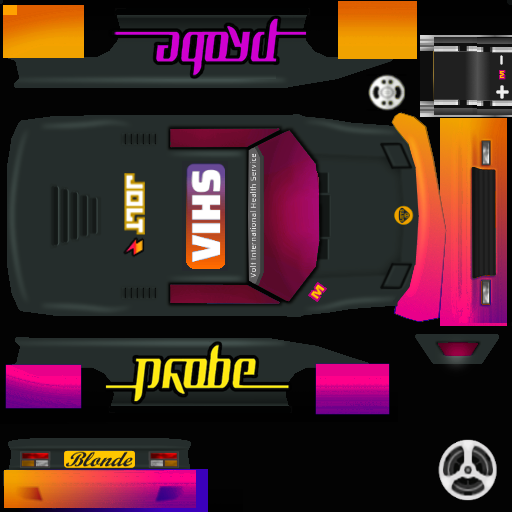 probe
M
JOLT
VIHS
Volt International Health Service
M
probe
Blonde